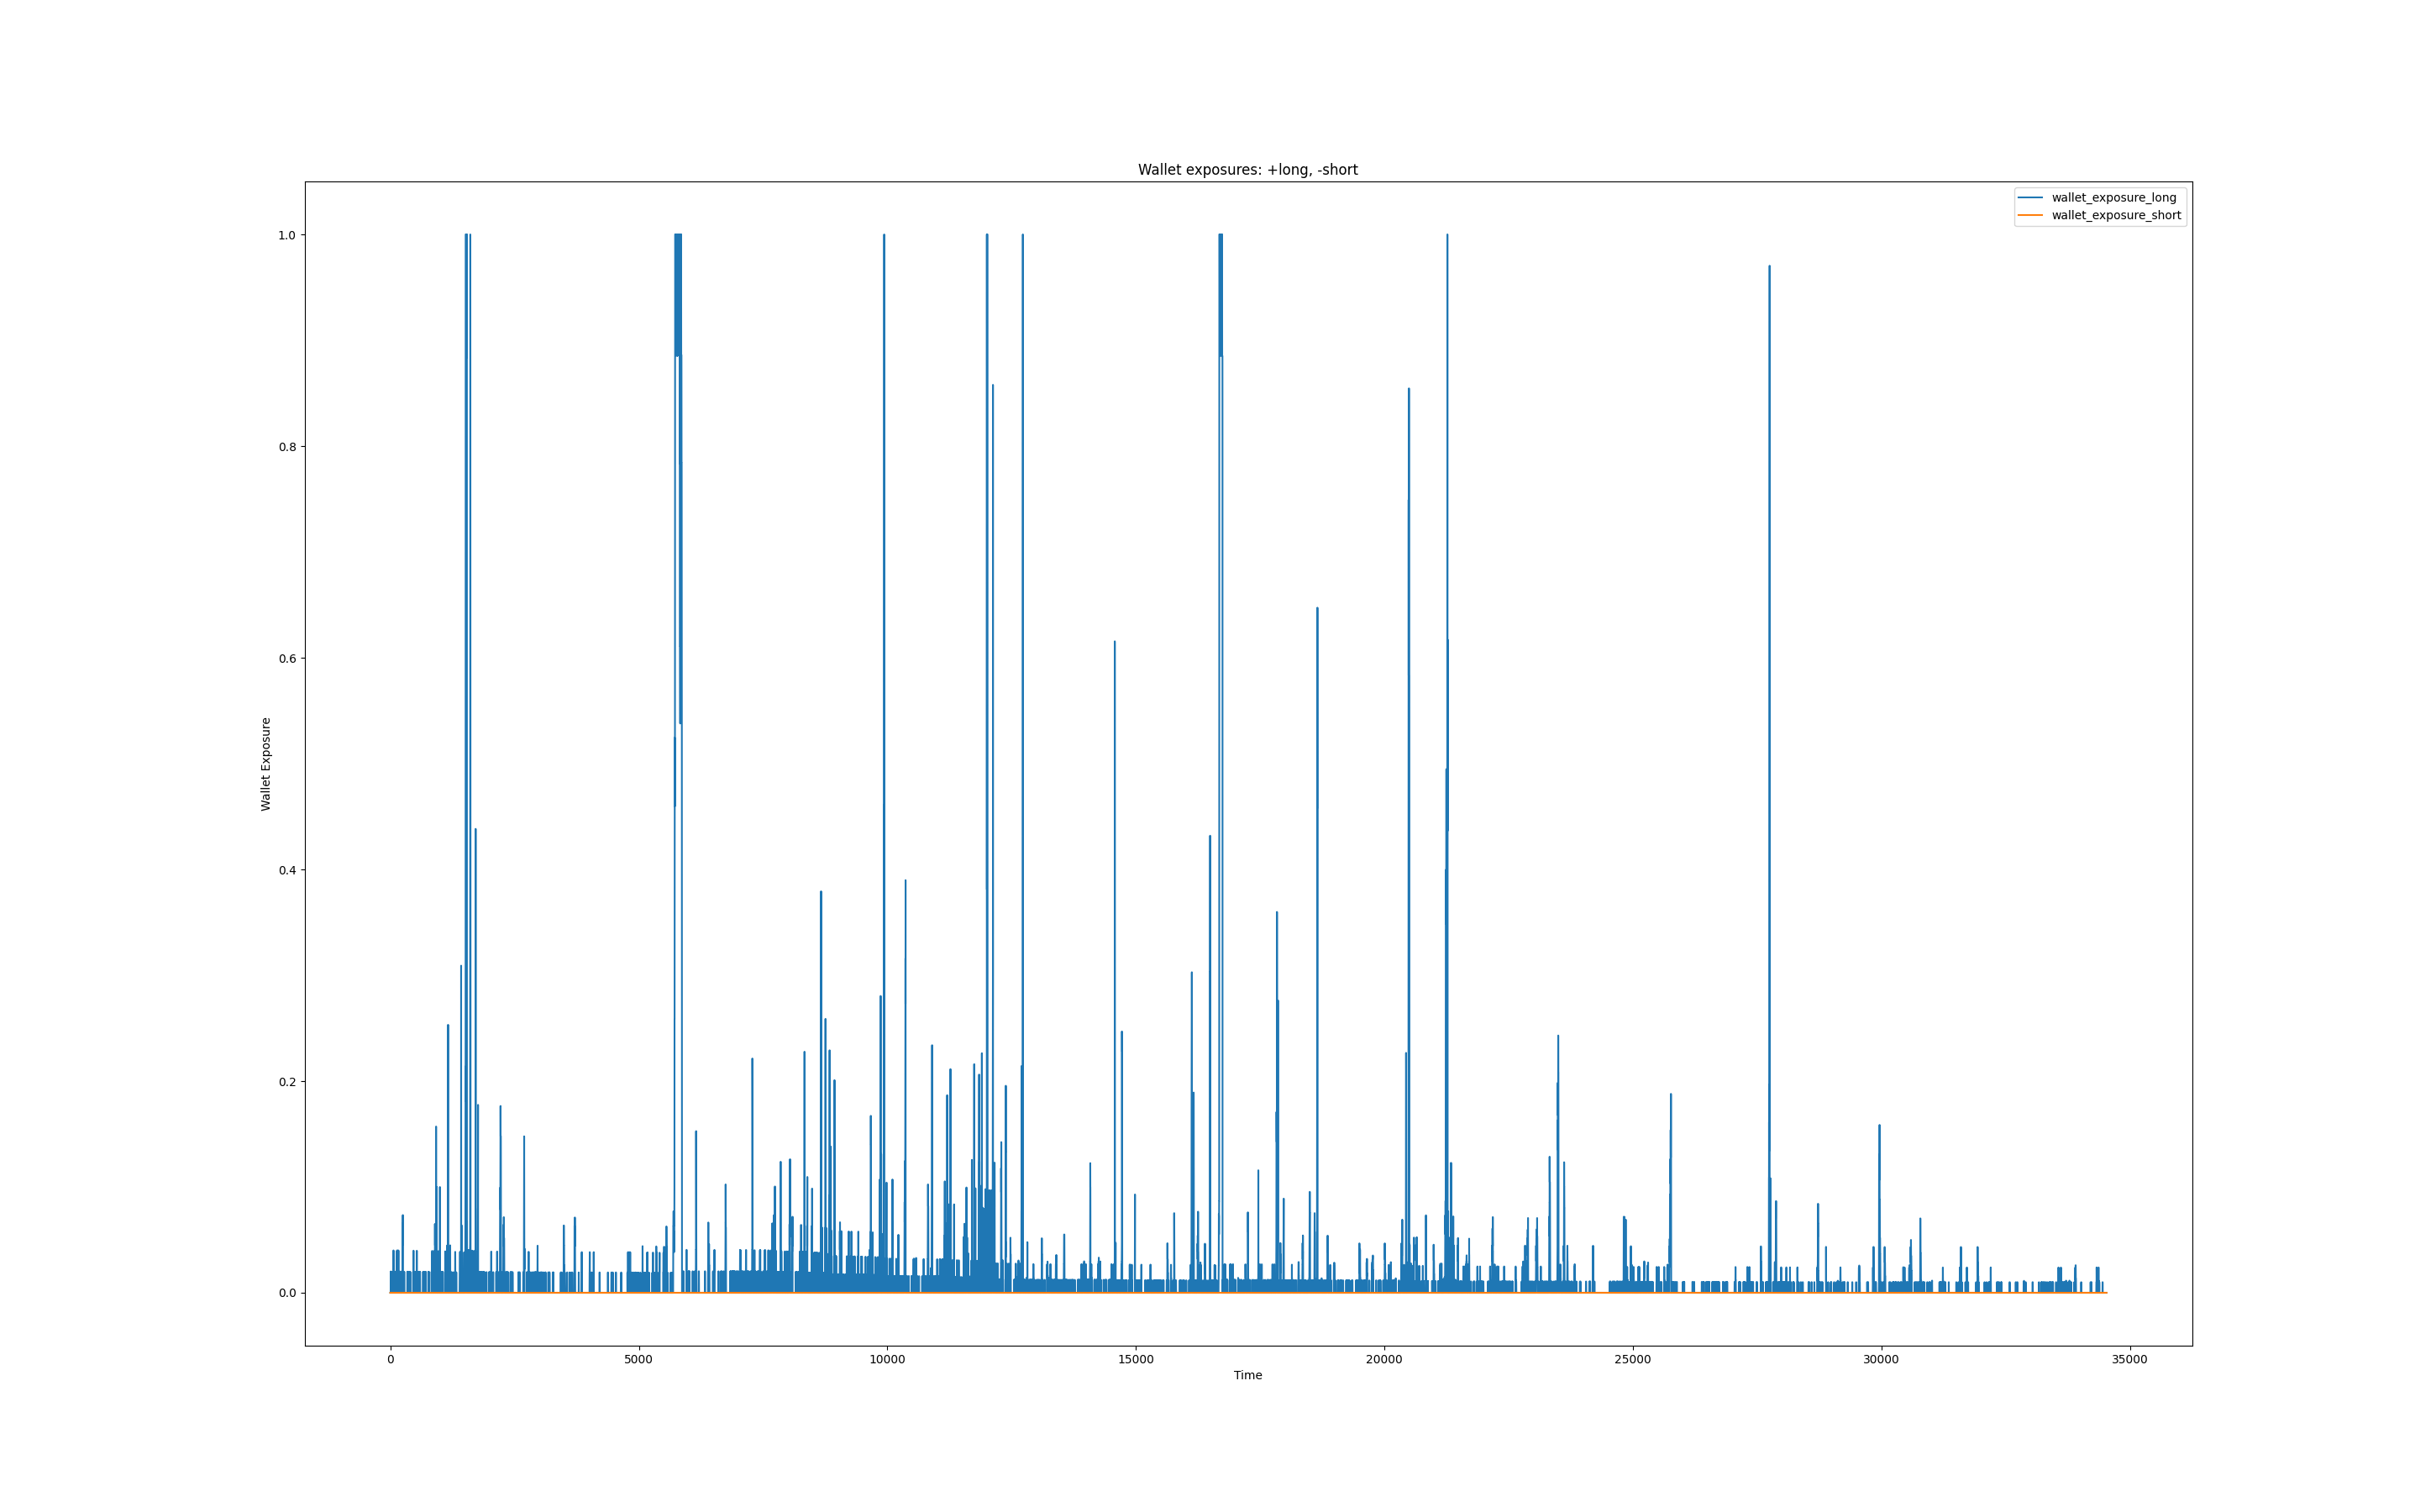 Wallet exposures: +long, -short
wallet_exposure_long
wallet_exposure_short
1.0
0.8
0.6
0.4
0.2
0.0
Wallet Exposure
0 5000 10000 15000 20000 25000 30000 35000
Time